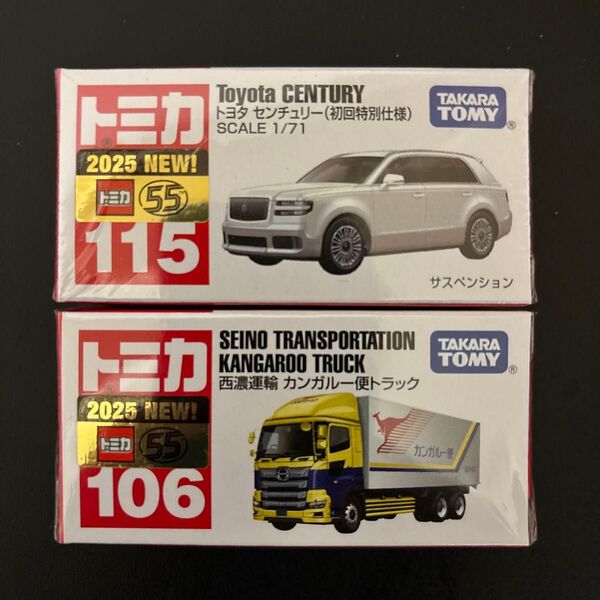 トミカ
2025 NEW!
トミカ 55
115
Toyota CENTURY
トヨタ センチュリー(初回特別仕様)
SCALE 1/71
TAKARA
TOMY ®
サスペンション
トミカ
2025 NEW!
トミカ 55
106
SEINO TRANSPORTATION
KANGAROO TRUCK
西濃運輸 カンガルー便トラック
TAKARA
TOMY ®
カンガルー便
SEINO